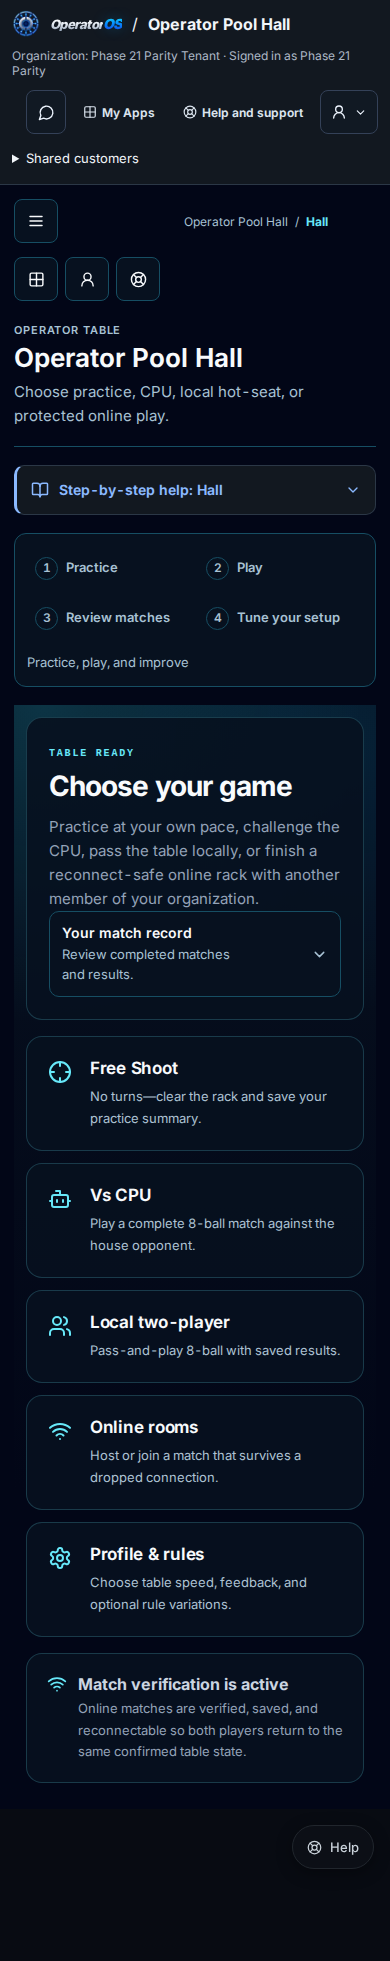 OperatorOS / Operator Pool Hall
Organization: Phase 21 Parity Tenant · Signed in as Phase 21
Parity
My Apps
Help and support
Shared customers
Operator Pool Hall / Hall
OPERATOR TABLE
Operator Pool Hall
Choose practice, CPU, local hot-seat, or
protected online play.
Step-by-step help: Hall
1 Practice
2 Play
3 Review matches
4 Tune your setup
Practice, play, and improve
TABLE READY
Choose your game
Practice at your own pace, challenge the
CPU, pass the table locally, or finish a
reconnect-safe online rack with another
member of your organization.
Your match record
Review completed matches
and results.
Free Shoot
No turns—clear the rack and save your
practice summary.
Vs CPU
Play a complete 8-ball match against the
house opponent.
Local two-player
Pass-and-play 8-ball with saved results.
Online rooms
Host or join a match that survives a
dropped connection.
Profile & rules
Choose table speed, feedback, and
optional rule variations.
Match verification is active
Online matches are verified, saved, and
reconnectable so both players return to the
same confirmed table state.
Help